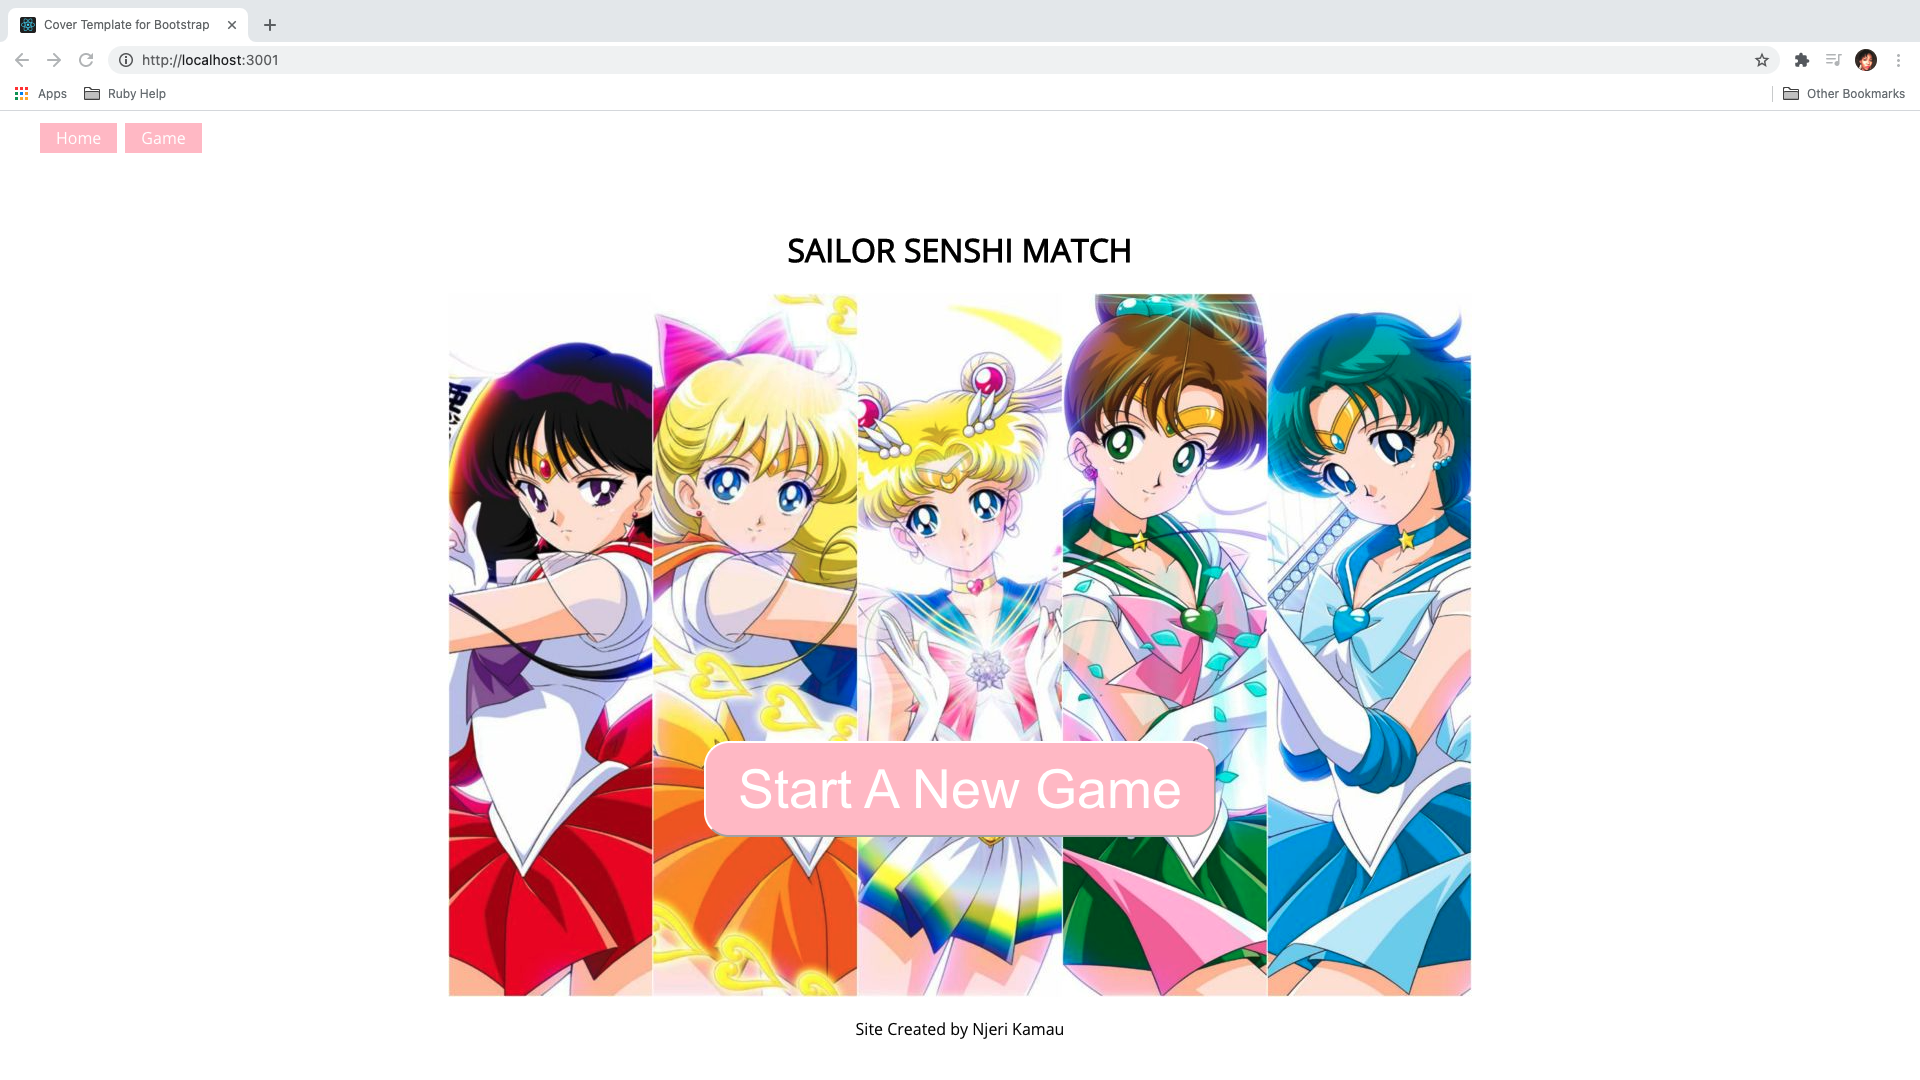 Cover Template for Bootstrap
http://localhost:3001
Apps
Ruby Help
Other Bookmarks
Home
Game
SAILOR SENSHI MATCH
Start A New Game
Site Created by Njeri Kamau